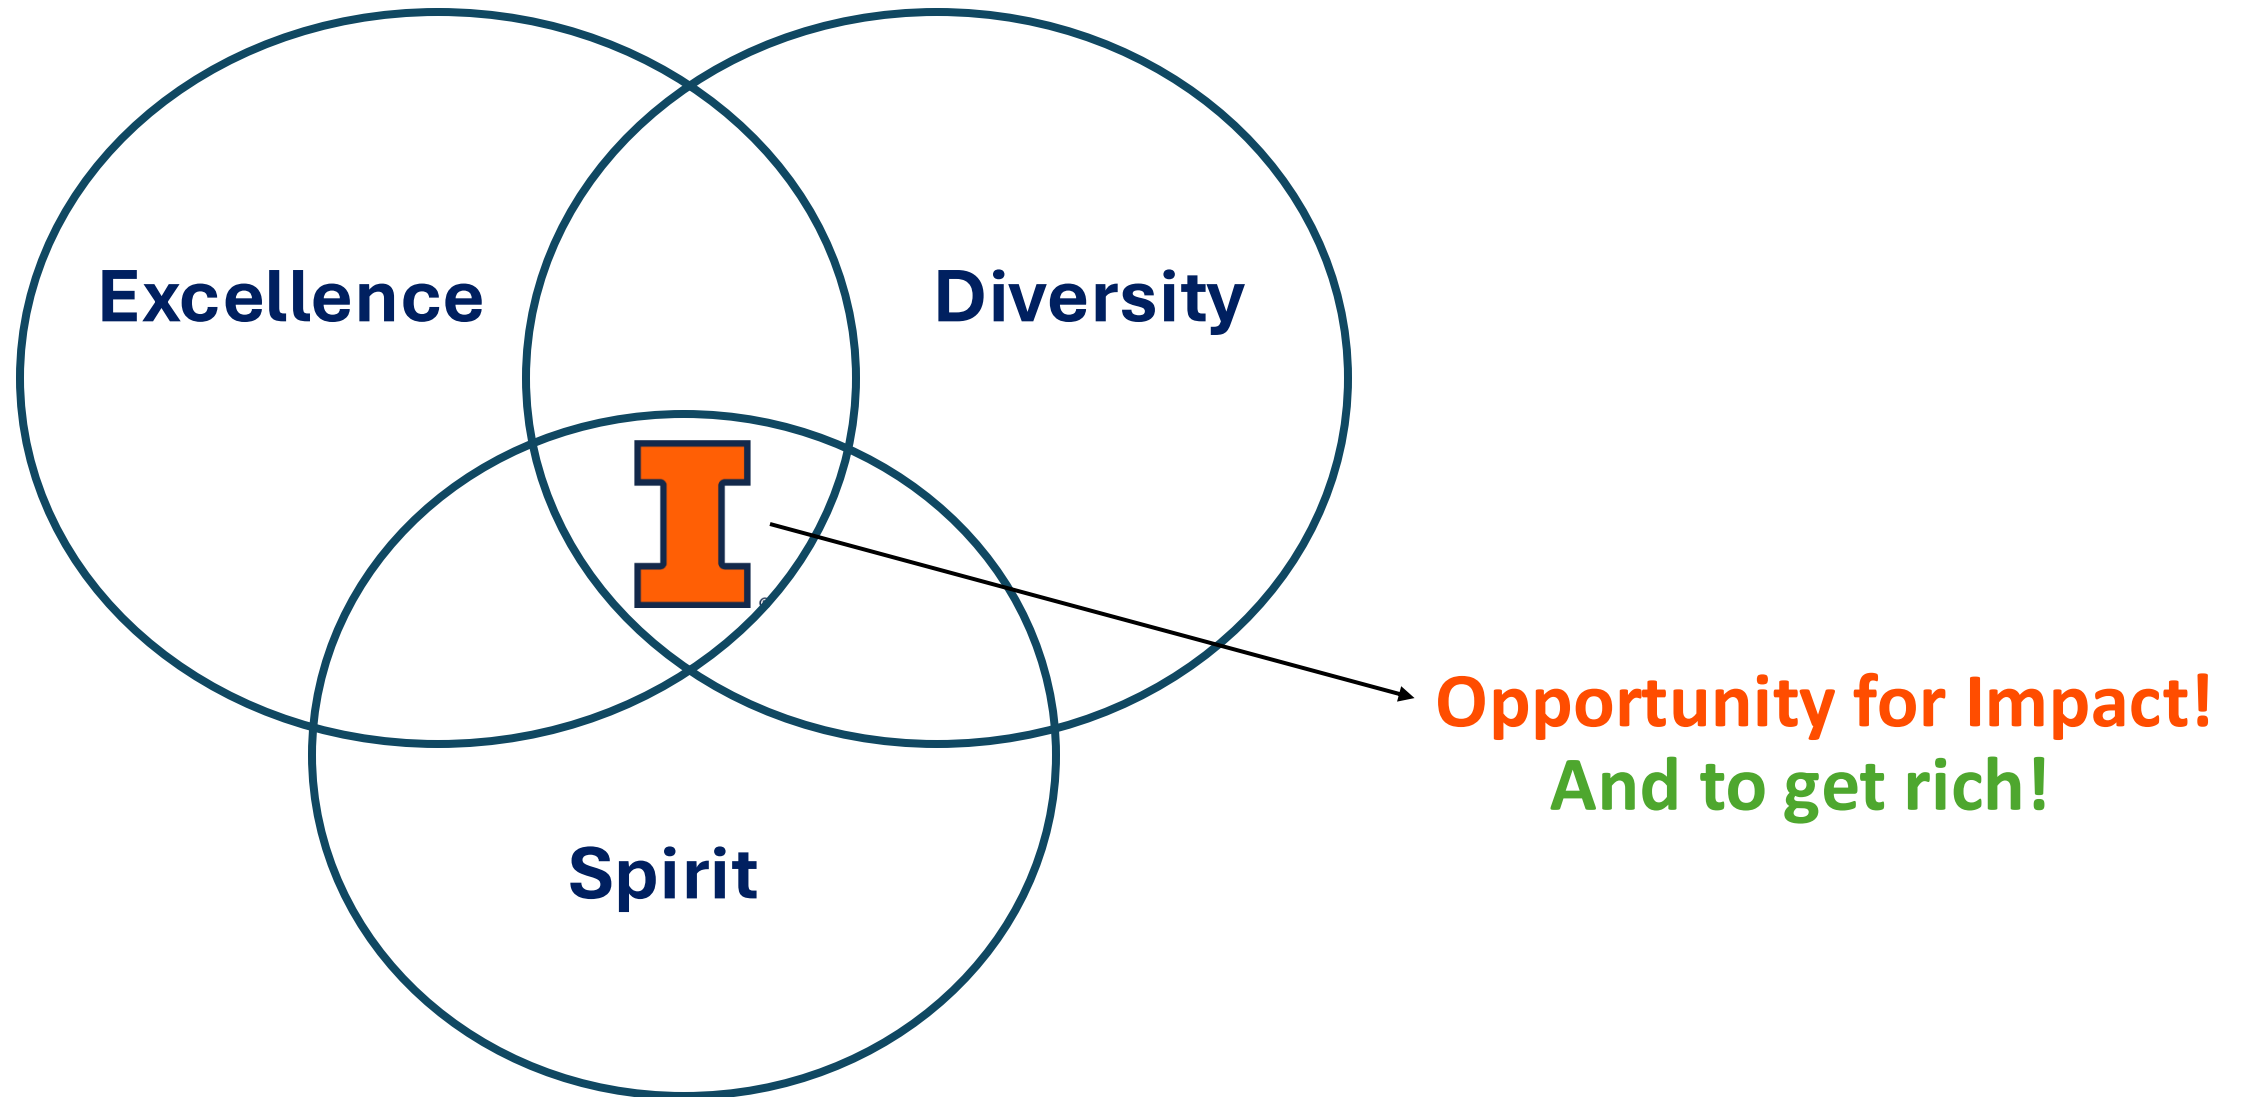 Excellence
Diversity
I
®
Opportunity for Impact!
And to get rich!
Spirit